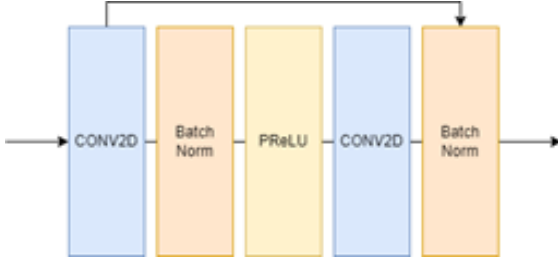 CONV2D
Batch
Norm
PReLU
CONV2D
Batch
Norm